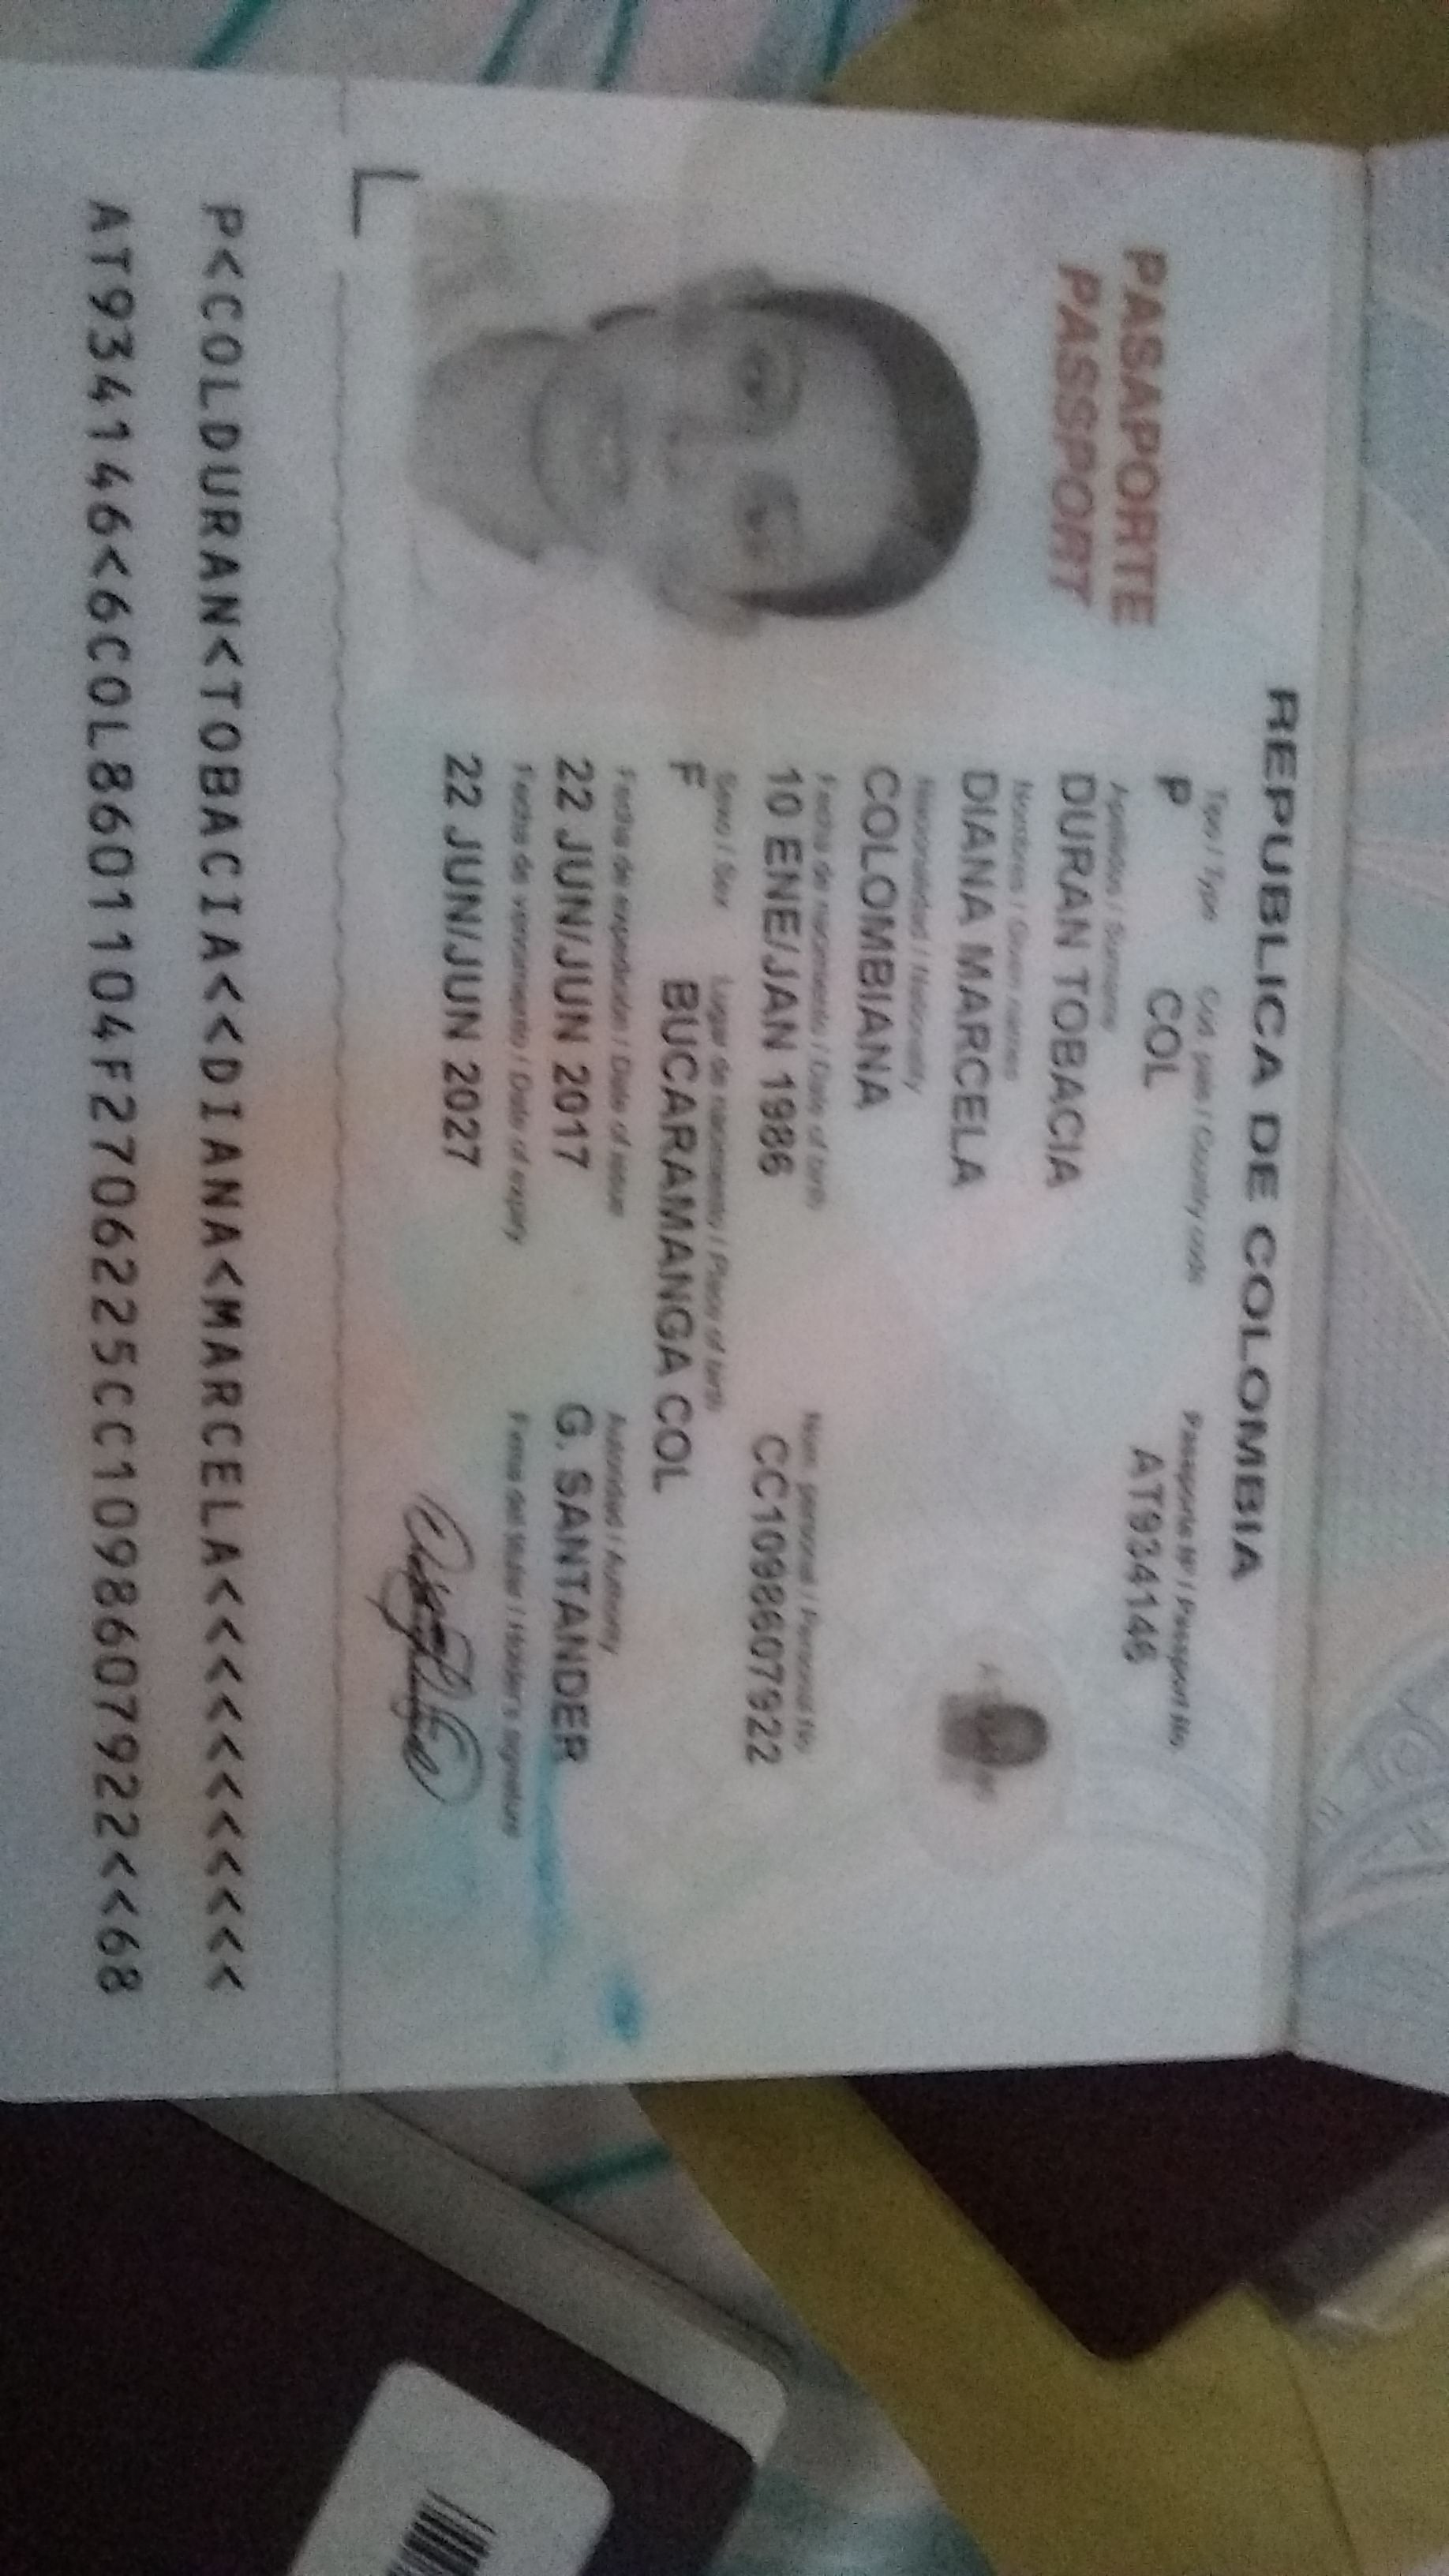 REPUBLICA DE COLOMBIA
PASAPORTE
PASSPORT
Tipo / Type Cod. país / Country code Pasaporte Nº / Passport No.
P COL AT934146
Apellidos / Surname
DURAN TOBACIA
Nombres / Given names
DIANA MARCELA
Nacionalidad / Nationality
COLOMBIANA
Fecha de nacimiento / Date of birth Núm. personal / Personal No
10 ENE/JAN 1986 CC1098607922
Sexo / Sex Lugar de nacimiento / Place of birth
F BUCARAMANGA COL
Fecha de expedición / Date of issue Autoridad / Authority
22 JUN/JUN 2017 G. SANTANDER
Fecha de vencimiento / Date of expiry Firma del titular / Holder's signature
22 JUN/JUN 2027
P<COLDURAN<TOBACIA<<DIANA<MARCELA<<<<<<<<<<<
AT934146<6COL8601104F2706225CC1098607922<<68